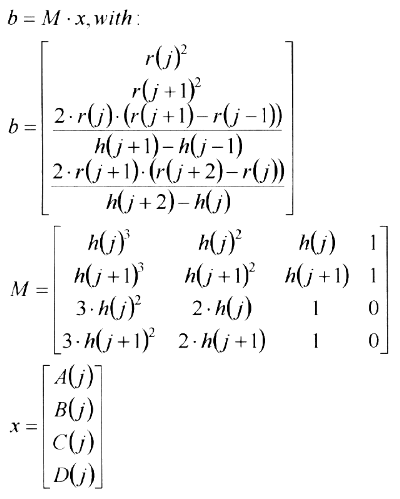 b = M · x, with:
b = [ r(j)²
r(j+1)²
2·r(j)·(r(j+1)−r(j−1))
h(j+1)−h(j−1)
2·r(j+1)·(r(j+2)−r(j))
h(j+2)−h(j) ]
M = [ h(j)³ h(j)² h(j) 1
h(j+1)³ h(j+1)² h(j+1) 1
3·h(j)² 2·h(j) 1 0
3·h(j+1)² 2·h(j+1) 1 0 ]
x = [ A(j)
B(j)
C(j)
D(j) ]